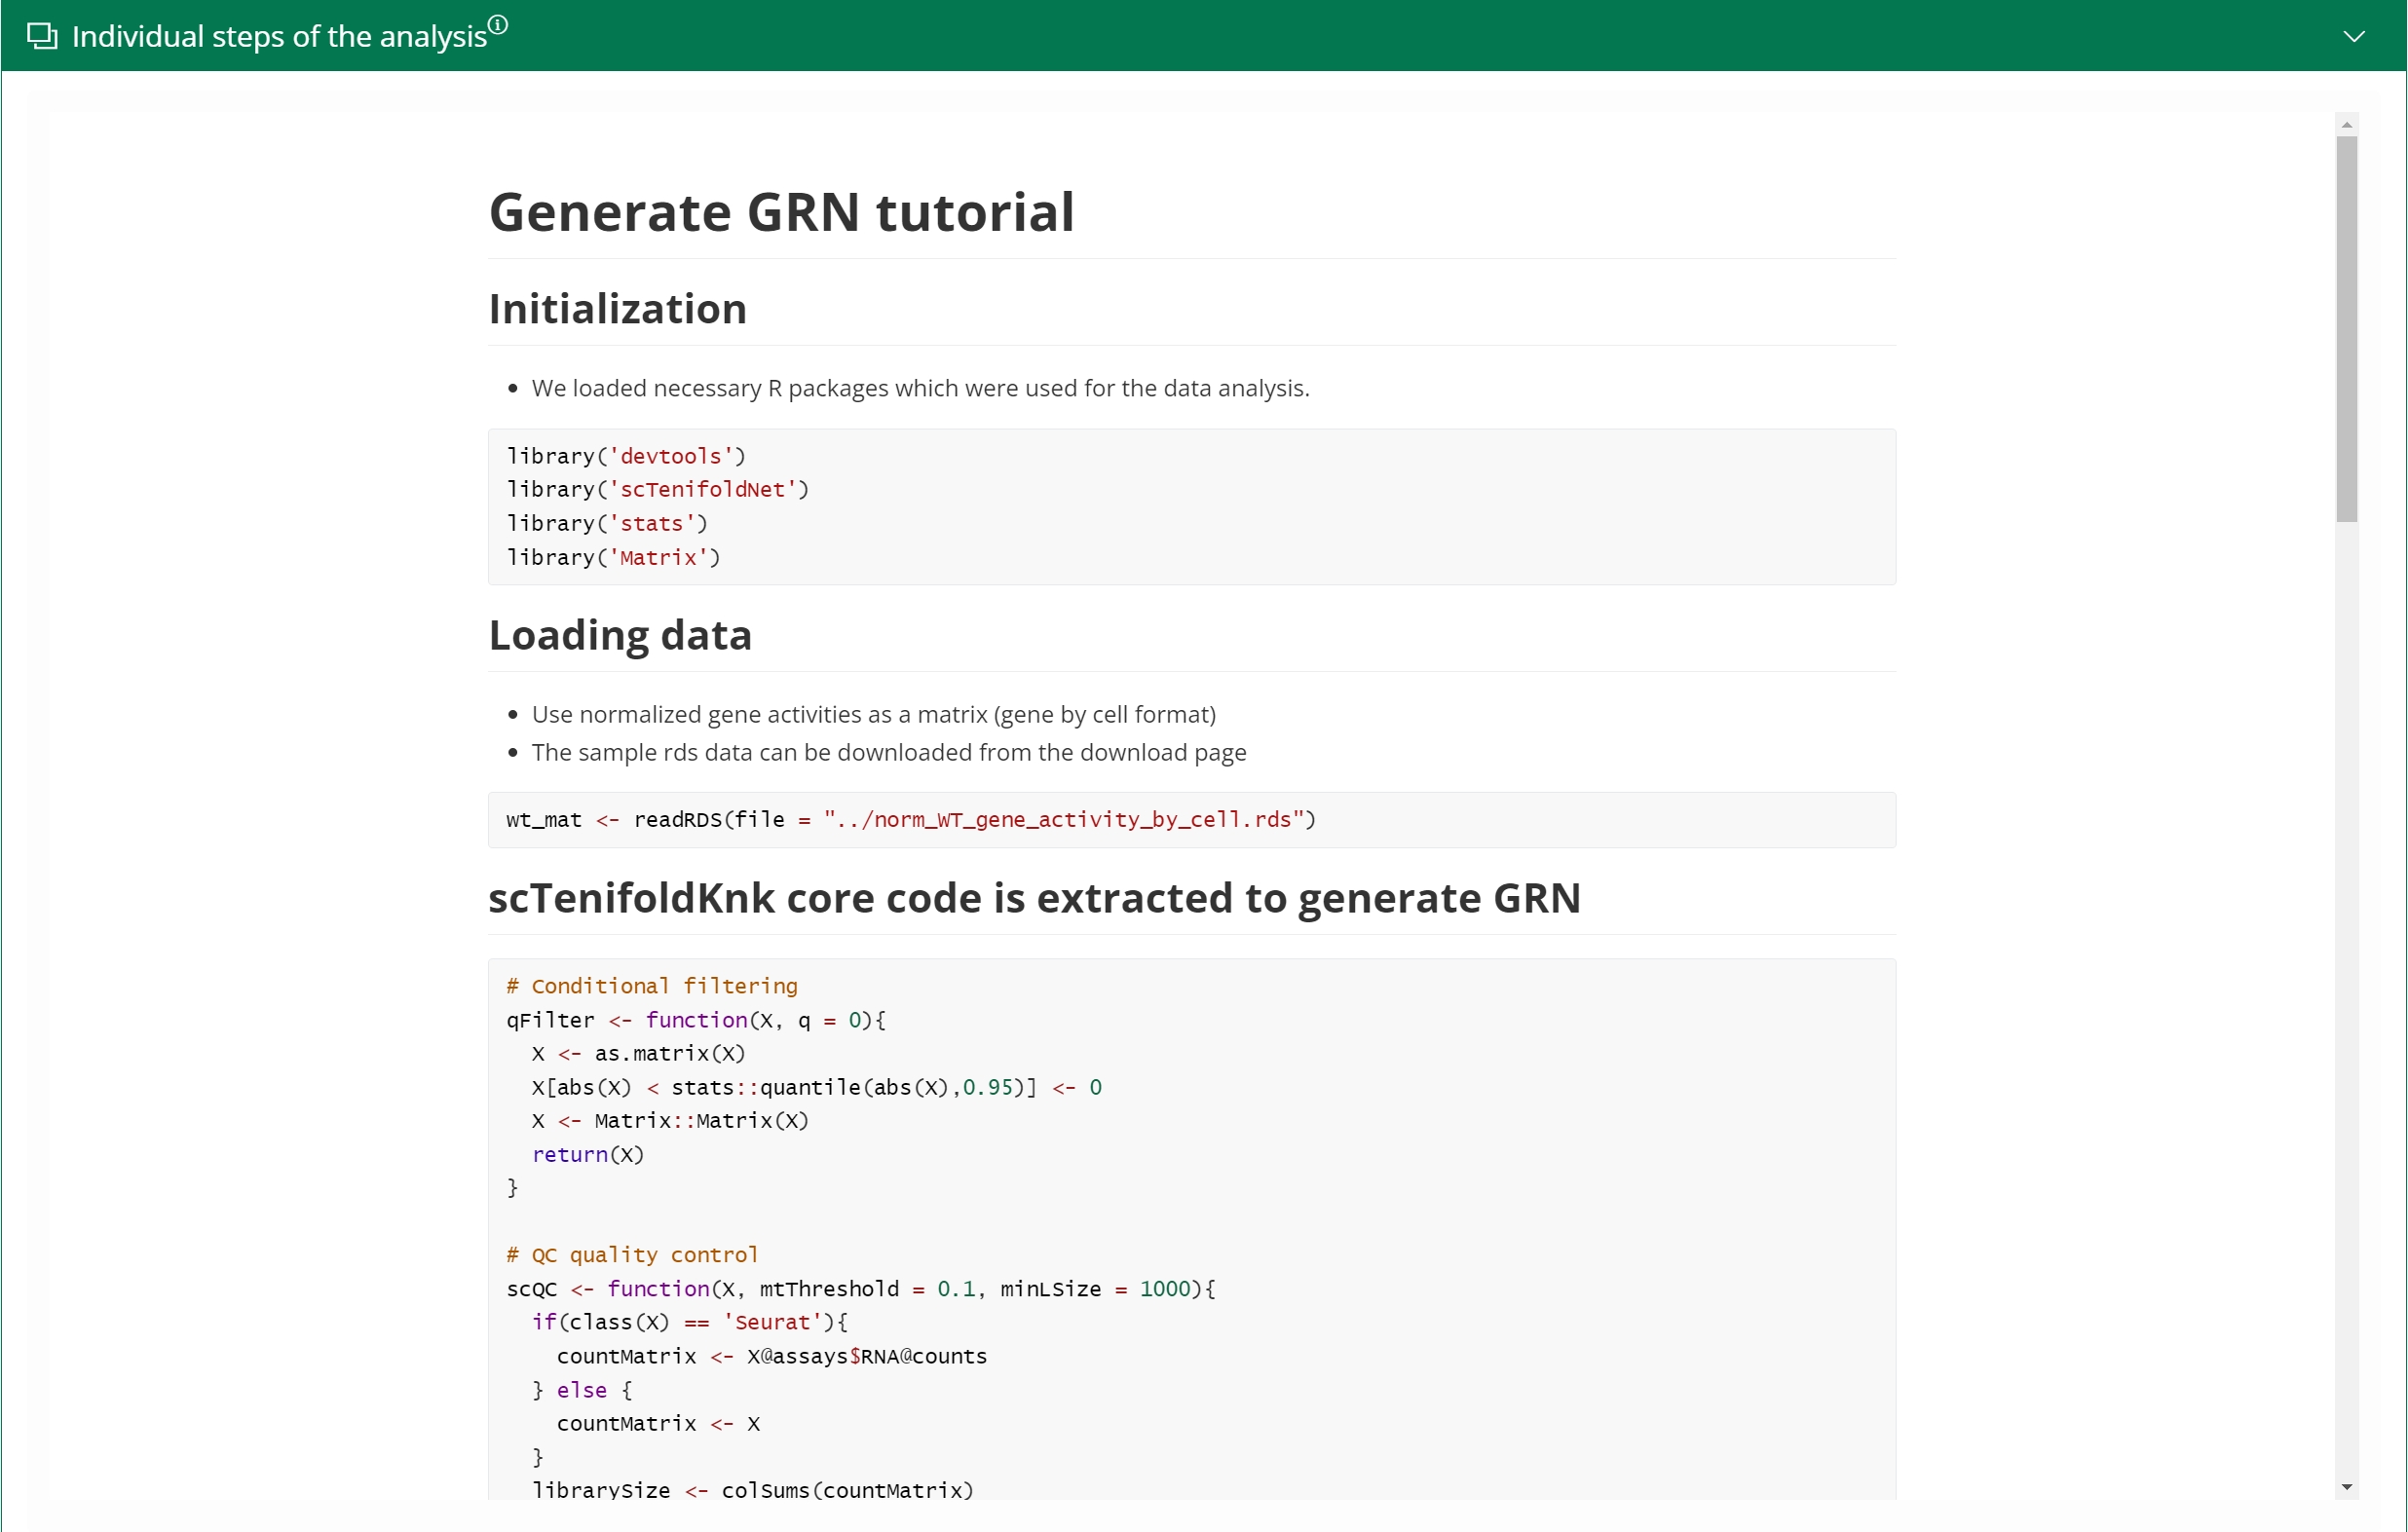 Individual steps of the analysis
Generate GRN tutorial
Initialization
• We loaded necessary R packages which were used for the data analysis.
library('devtools')
library('scTenifoldNet')
library('stats')
library('Matrix')
Loading data
• Use normalized gene activities as a matrix (gene by cell format)
• The sample rds data can be downloaded from the download page
wt_mat <- readRDS(file = "../norm_WT_gene_activity_by_cell.rds")
scTenifoldKnk core code is extracted to generate GRN
# Conditional filtering
qFilter <- function(X, q = 0){
  X <- as.matrix(X)
  X[abs(X) < stats::quantile(abs(X),0.95)] <- 0
  X <- Matrix::Matrix(X)
  return(X)
}
# QC quality control
scQC <- function(X, mtThreshold = 0.1, minLSize = 1000){
  if(class(X) == 'Seurat'){
    countMatrix <- X@assays$RNA@counts
  } else {
    countMatrix <- X
  }
  librarySize <- colSums(countMatrix)